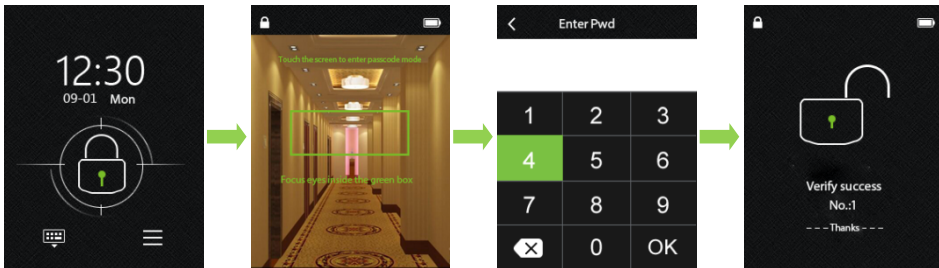 12:30
09-01 Mon
Touch the screen to enter passcode mode
Focus eyes inside the green box
Enter Pwd
1 2 3
4 5 6
7 8 9
0 OK
Verify success
No.:1
---Thanks---